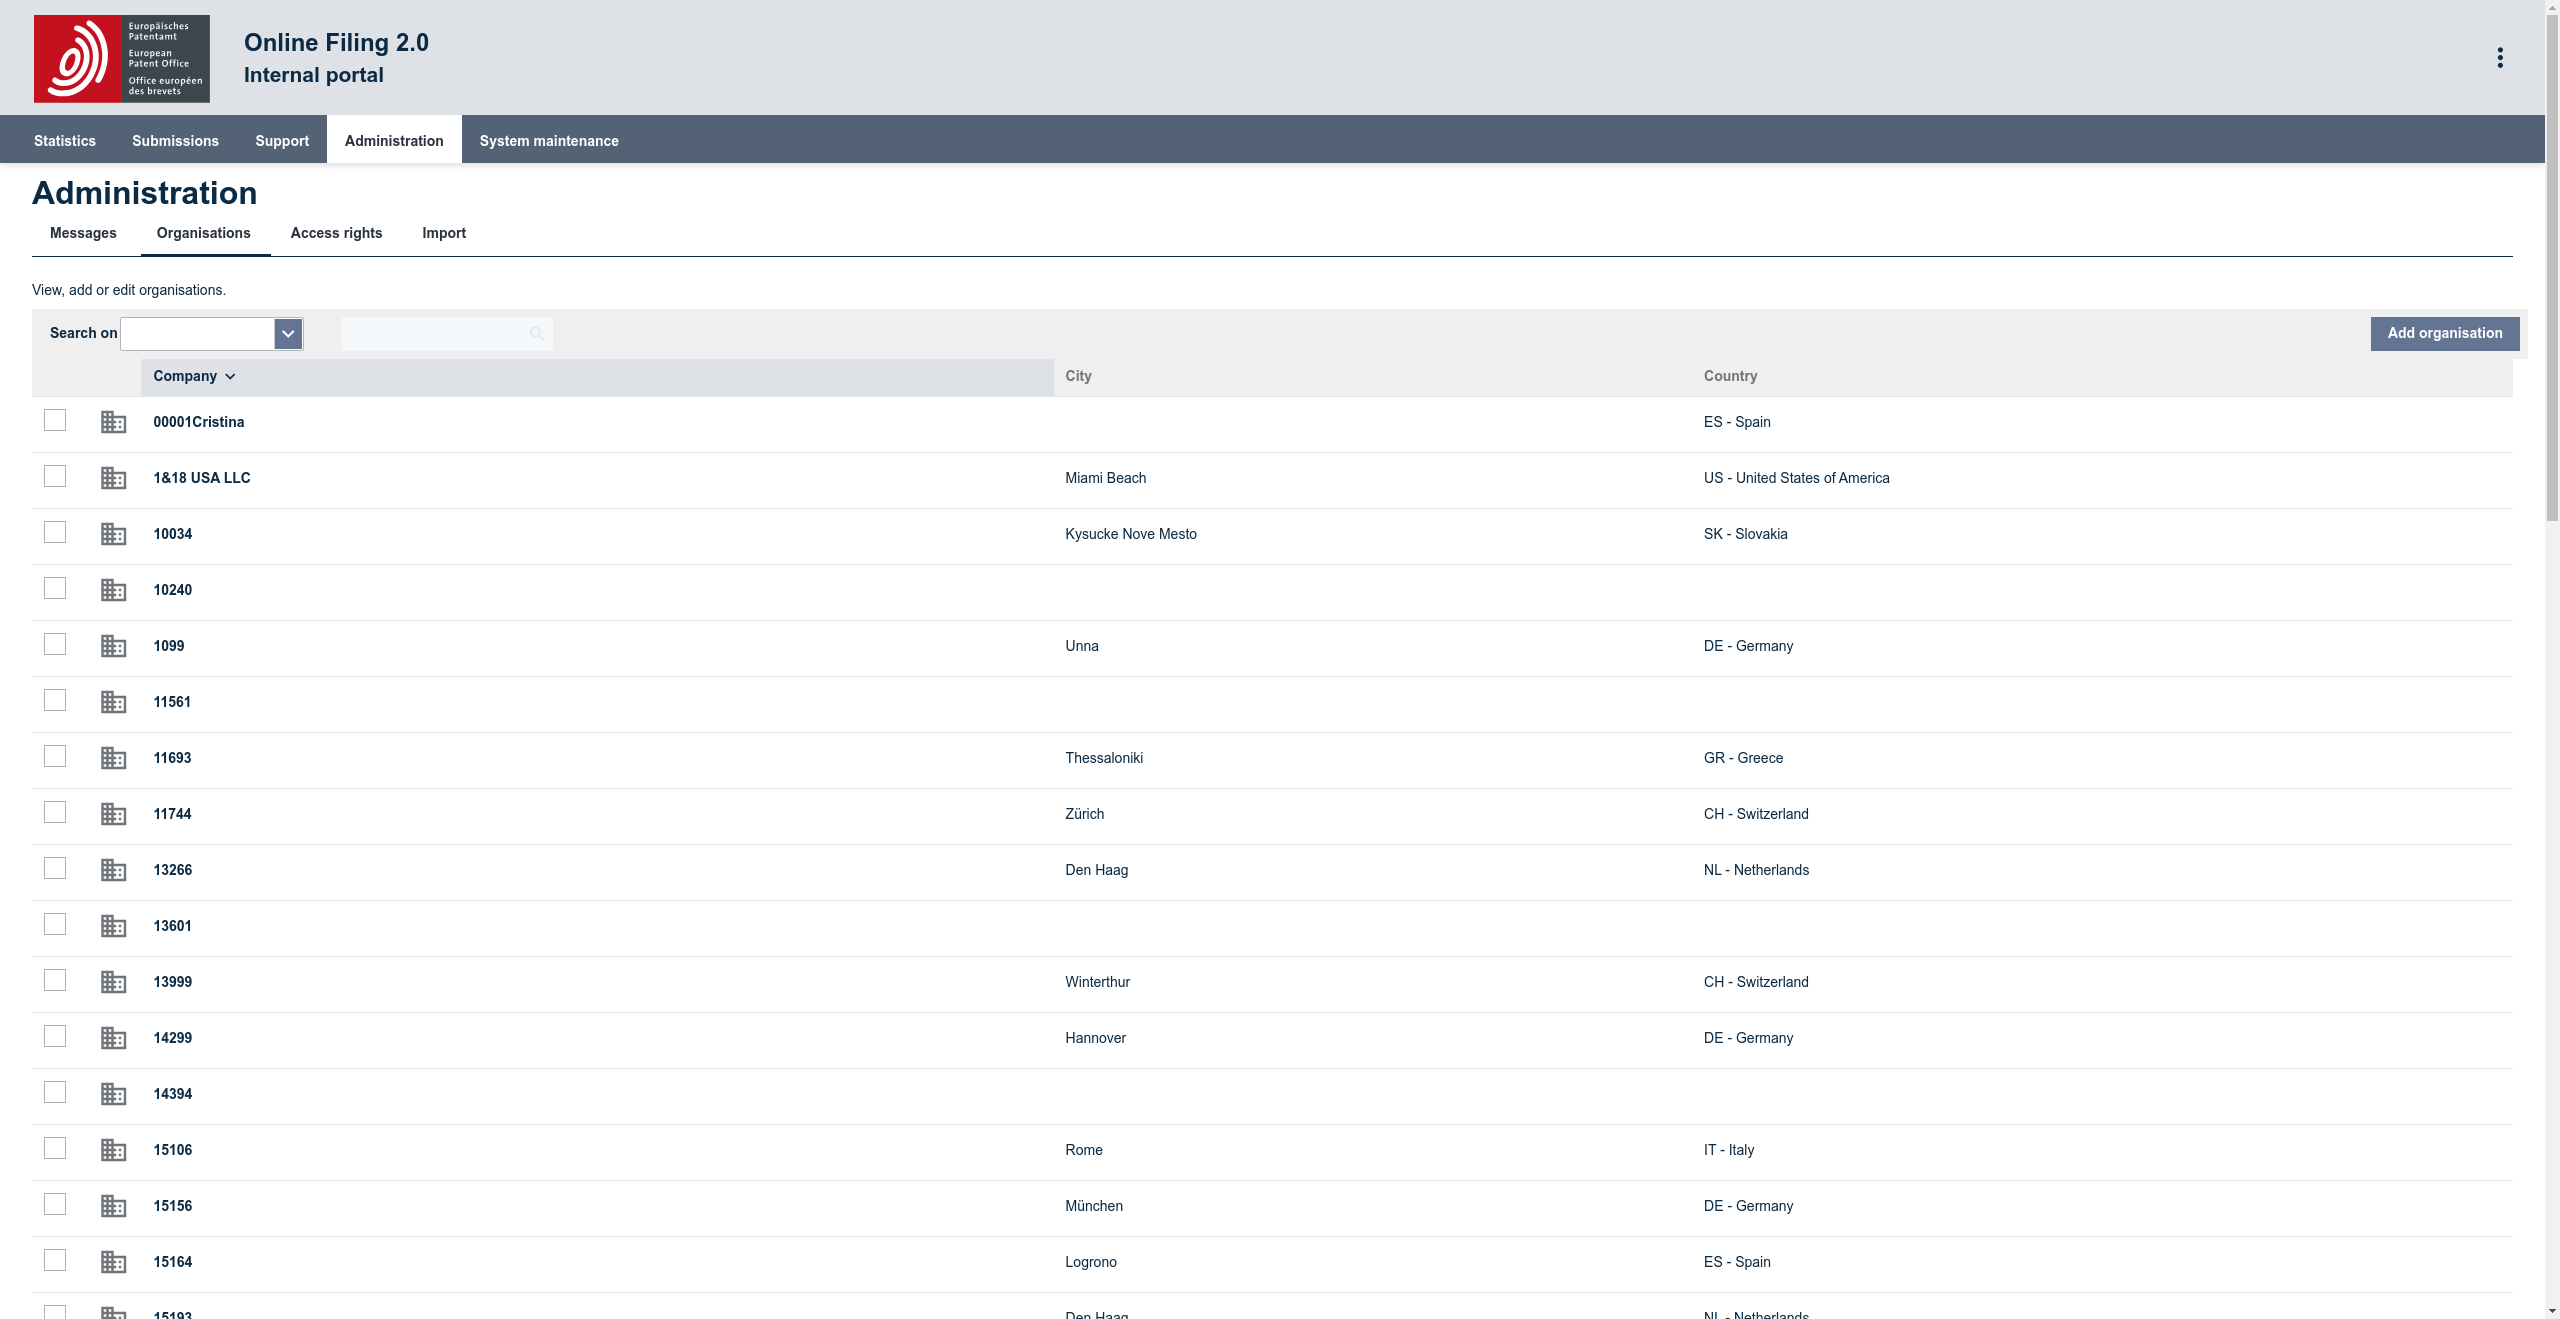 Europäisches
Patentamt
European
Patent Office
Office européen
des brevets
Online Filing 2.0
Internal portal
Statistics Submissions Support Administration System maintenance
Administration
Messages Organisations Access rights Import
View, add or edit organisations.
Search on Add organisation
Company City Country
00001Cristina ES - Spain
1&18 USA LLC Miami Beach US - United States of America
10034 Kysucke Nove Mesto SK - Slovakia
10240
1099 Unna DE - Germany
11561
11693 Thessaloniki GR - Greece
11744 Zürich CH - Switzerland
13266 Den Haag NL - Netherlands
13601
13999 Winterthur CH - Switzerland
14299 Hannover DE - Germany
14394
15106 Rome IT - Italy
15156 München DE - Germany
15164 Logrono ES - Spain
15193 Den Haag NL - Netherlands